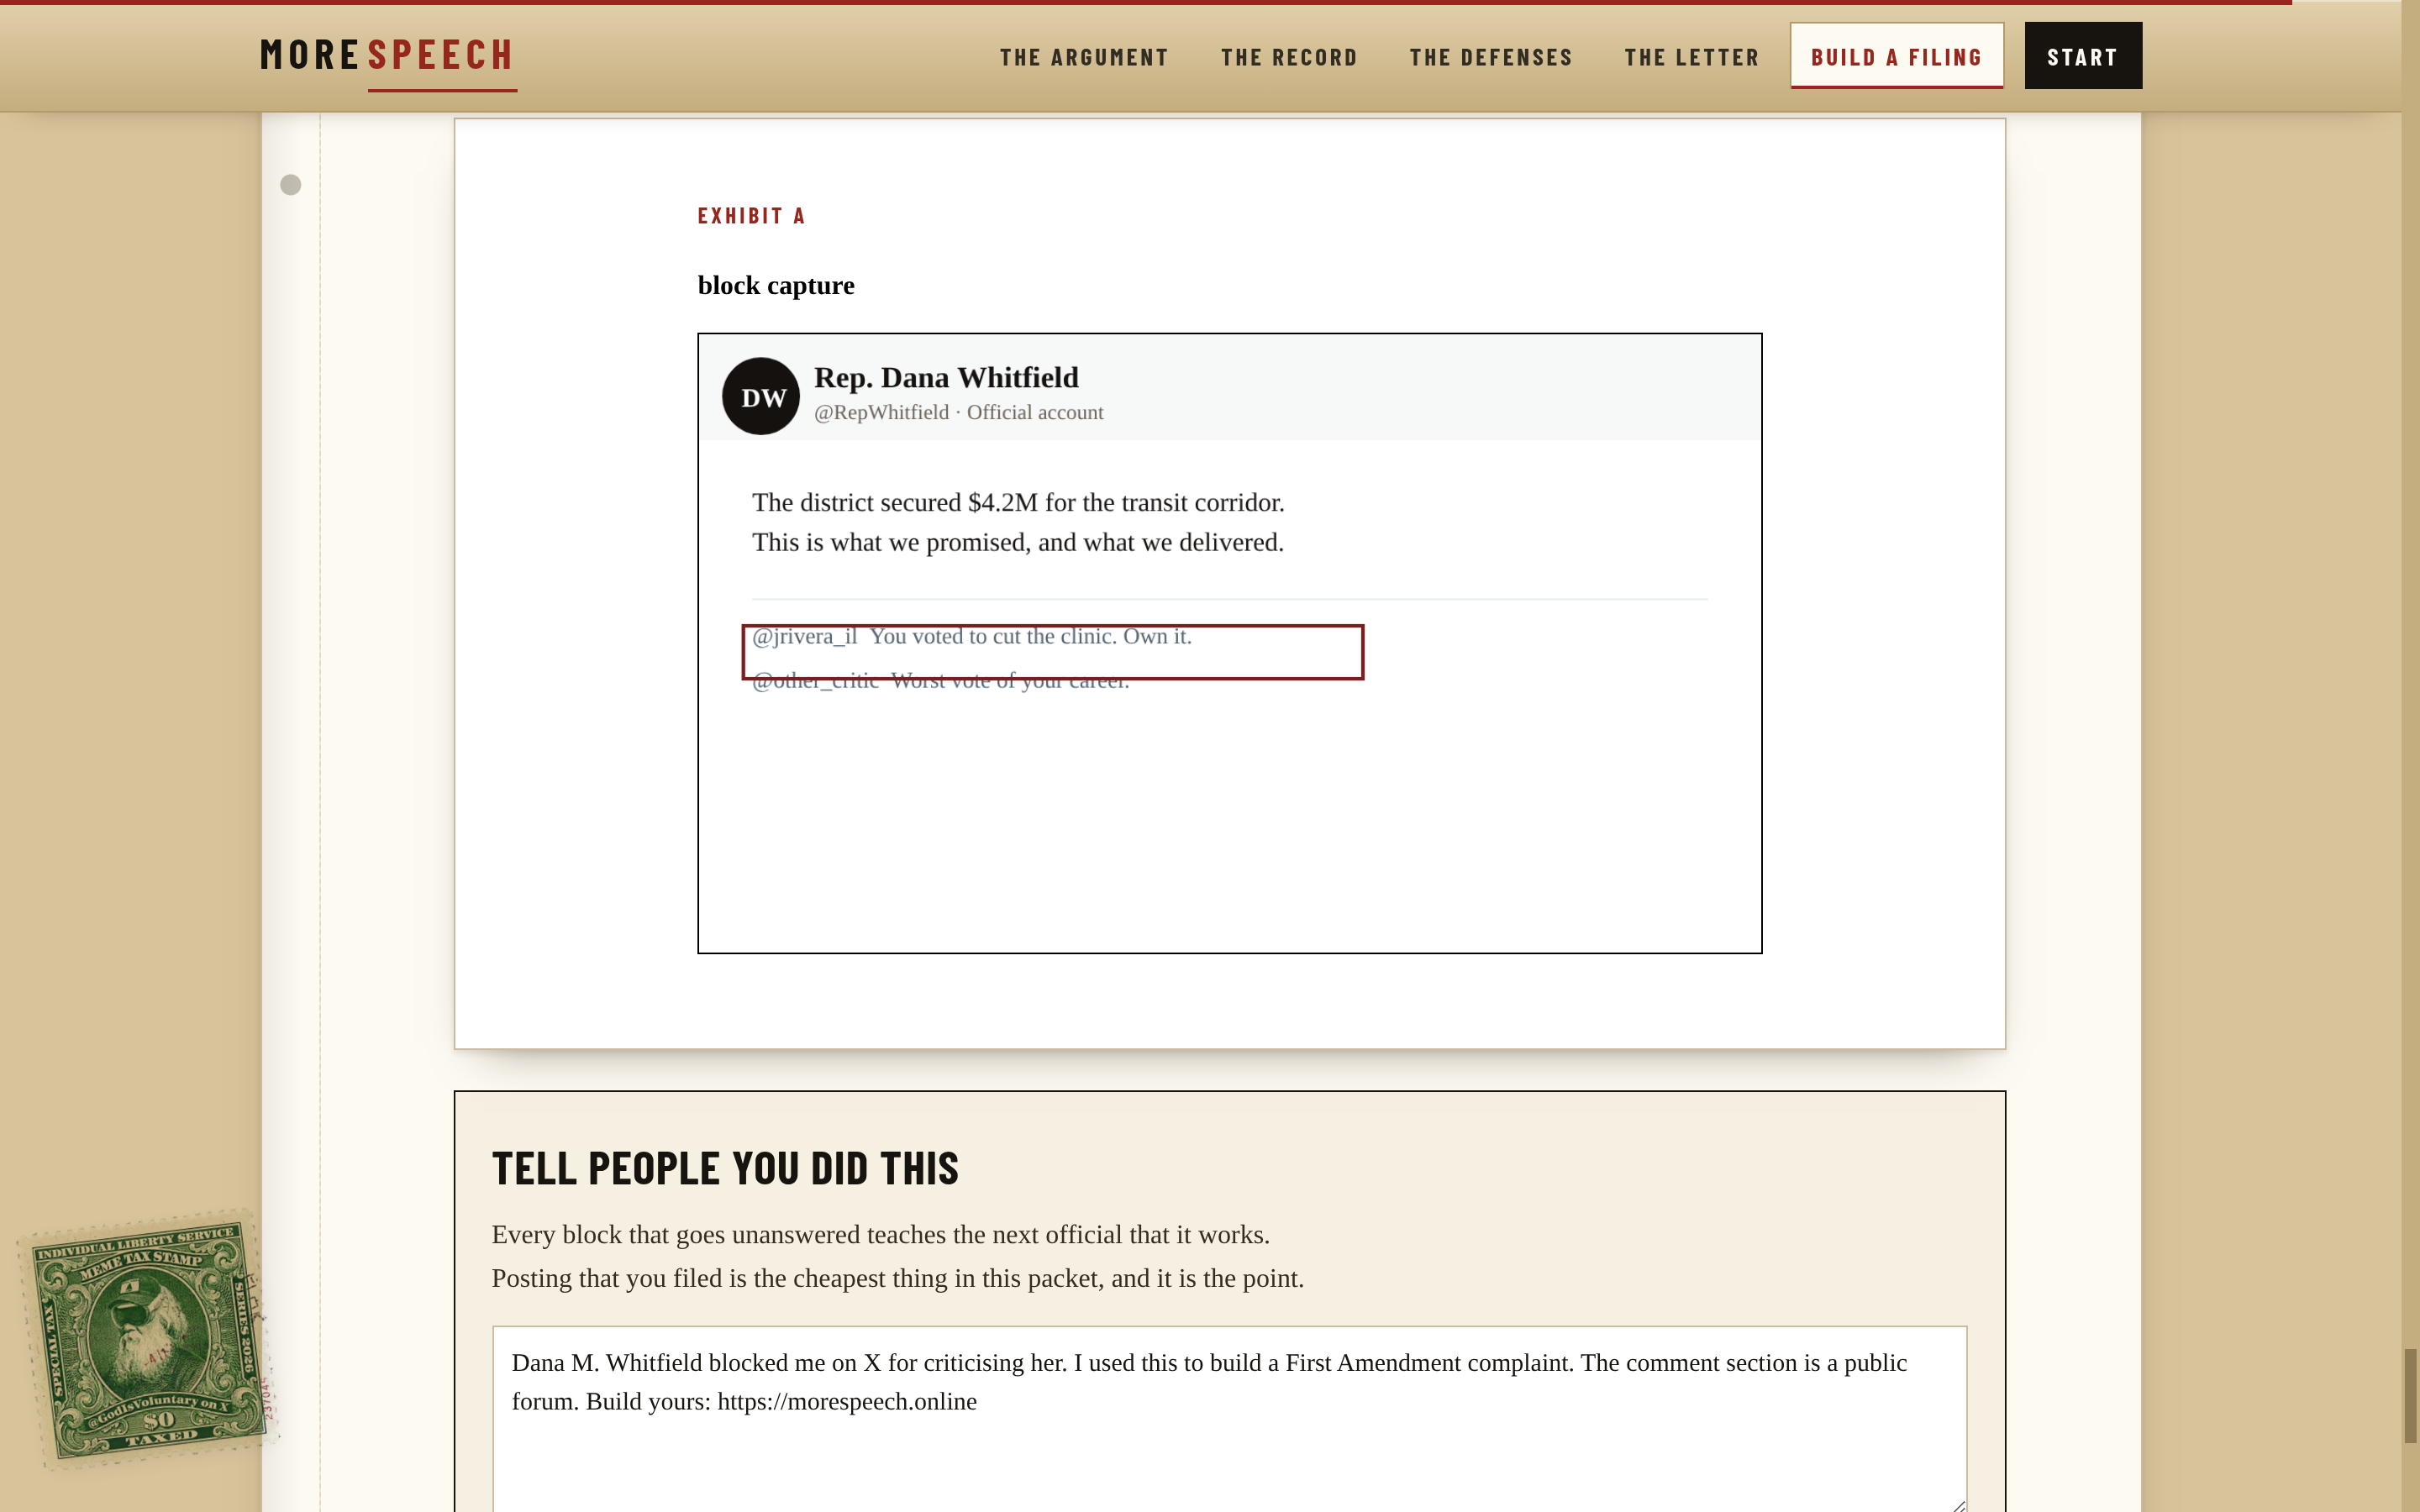 MORE SPEECH
THE ARGUMENT THE RECORD THE DEFENSES THE LETTER BUILD A FILING START
EXHIBIT A
block capture
DW
Rep. Dana Whitfield
@RepWhitfield · Official account
The district secured $4.2M for the transit corridor.
This is what we promised, and what we delivered.
@jrivera_il You voted to cut the clinic. Own it.
@other_critic Worst vote of your career.
TELL PEOPLE YOU DID THIS
Every block that goes unanswered teaches the next official that it works.
Posting that you filed is the cheapest thing in this packet, and it is the point.
Dana M. Whitfield blocked me on X for criticising her. I used this to build a First Amendment complaint. The comment section is a public
forum. Build yours: https://morespeech.online
INDIVIDUAL LIBERTY SERVICE
MEME TAX STAMP
SPECIAL TAX
SERIES 2026
@GodIsVoluntary on X
$0
TAXED